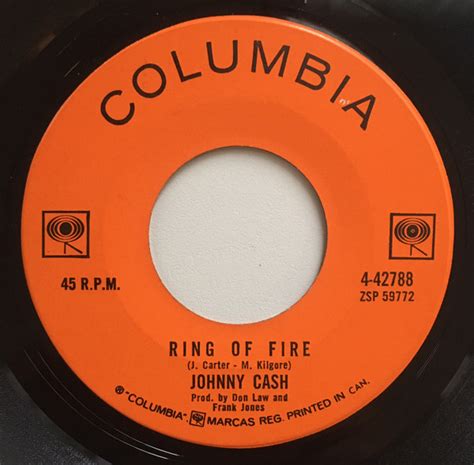 COLUMBIA
45 R.P.M.
4-42788
ZSP 59772
RING OF FIRE
(J. Carter - M. Kilgore)
JOHNNY CASH
Prod. by Don Law and
Frank Jones
® "COLUMBIA", MARCAS REG. PRINTED IN CAN.